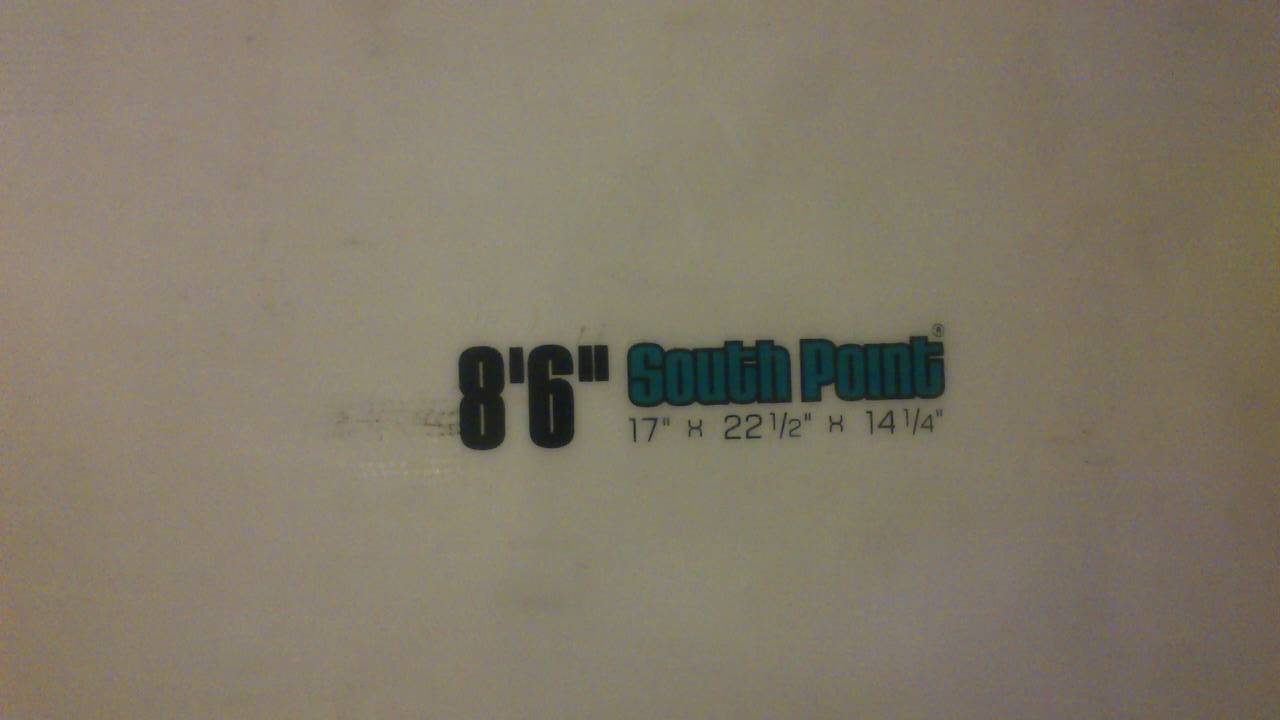 8'6" South Point®
17" x 22 1/2" x 14 1/4"